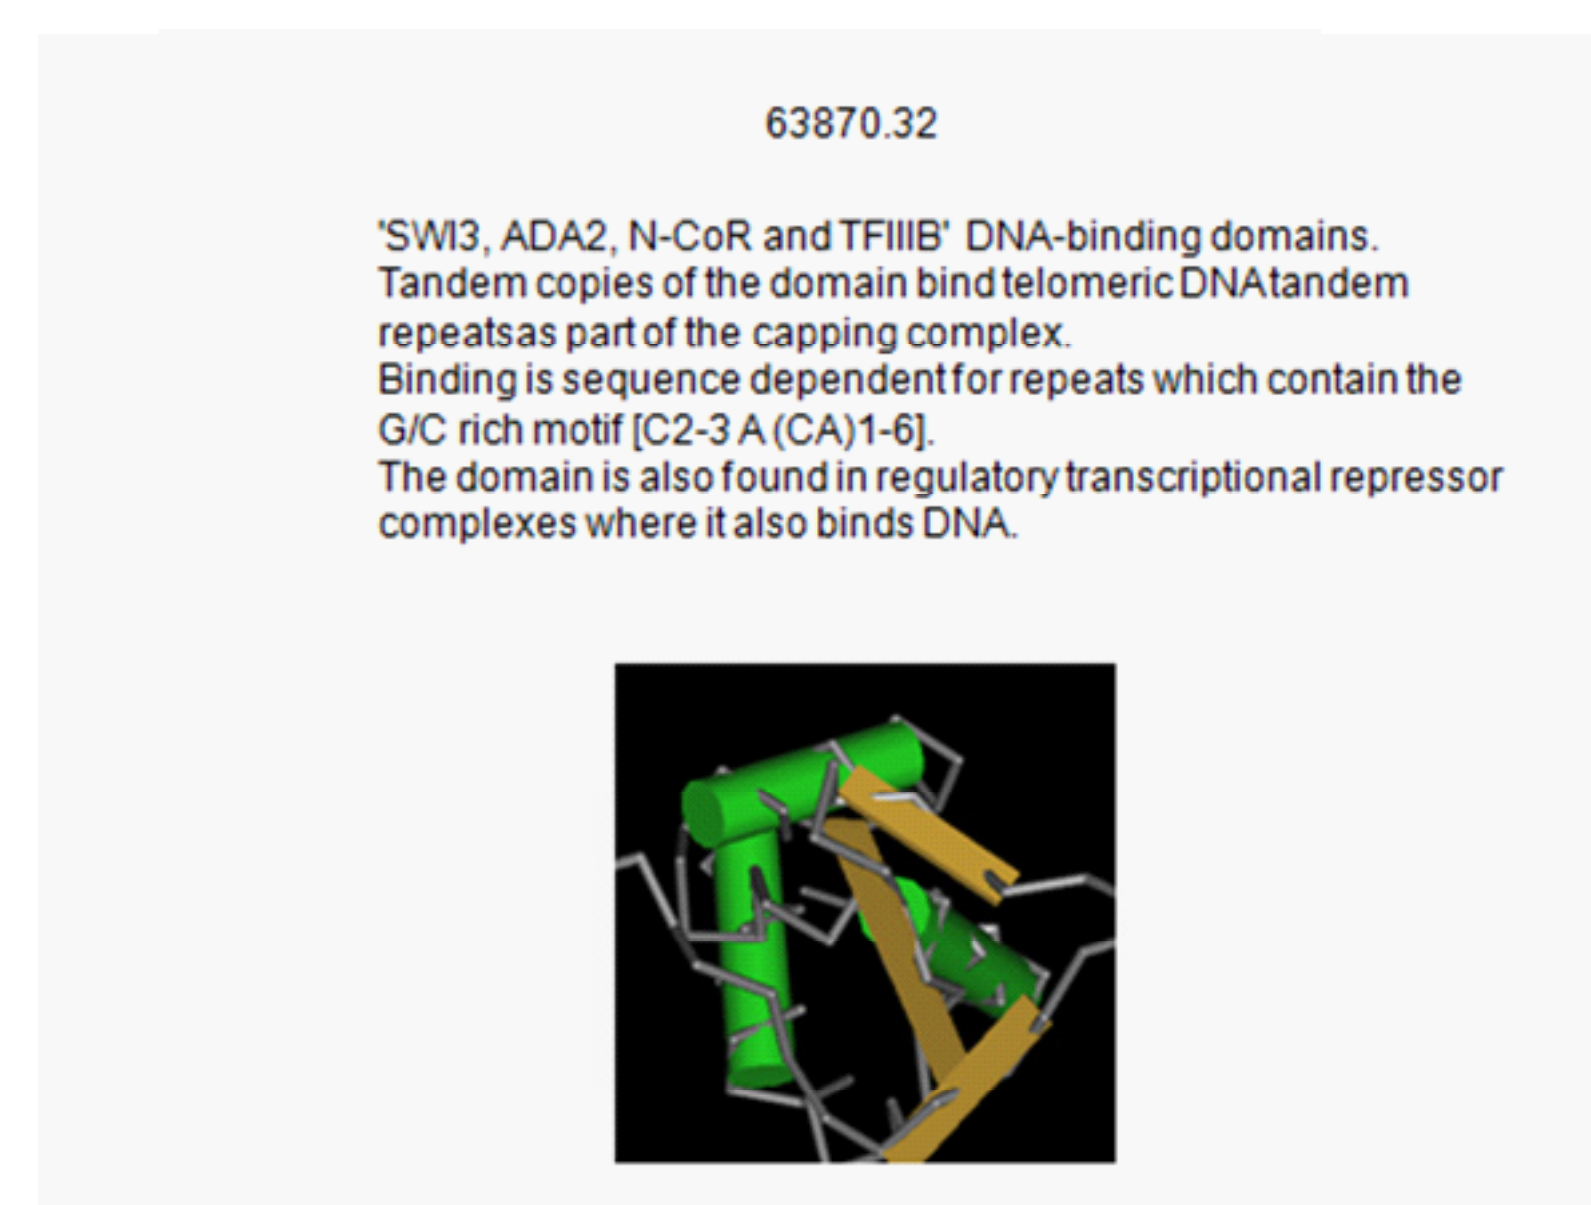 63870.32
'SWI3, ADA2, N-CoR and TFIIIB' DNA-binding domains.
Tandem copies of the domain bind telomeric DNA tandem
repeatsas part of the capping complex.
Binding is sequence dependent for repeats which contain the
G/C rich motif [C2-3 A (CA)1-6].
The domain is also found in regulatory transcriptional repressor
complexes where it also binds DNA.